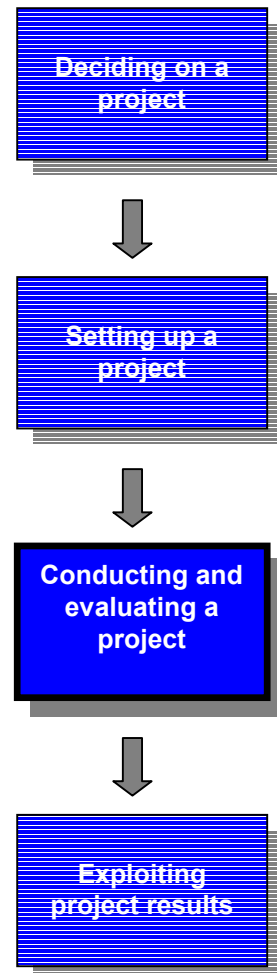 Deciding on a
project
Setting up a
project
Conducting and
evaluating a
project
Exploiting
project results